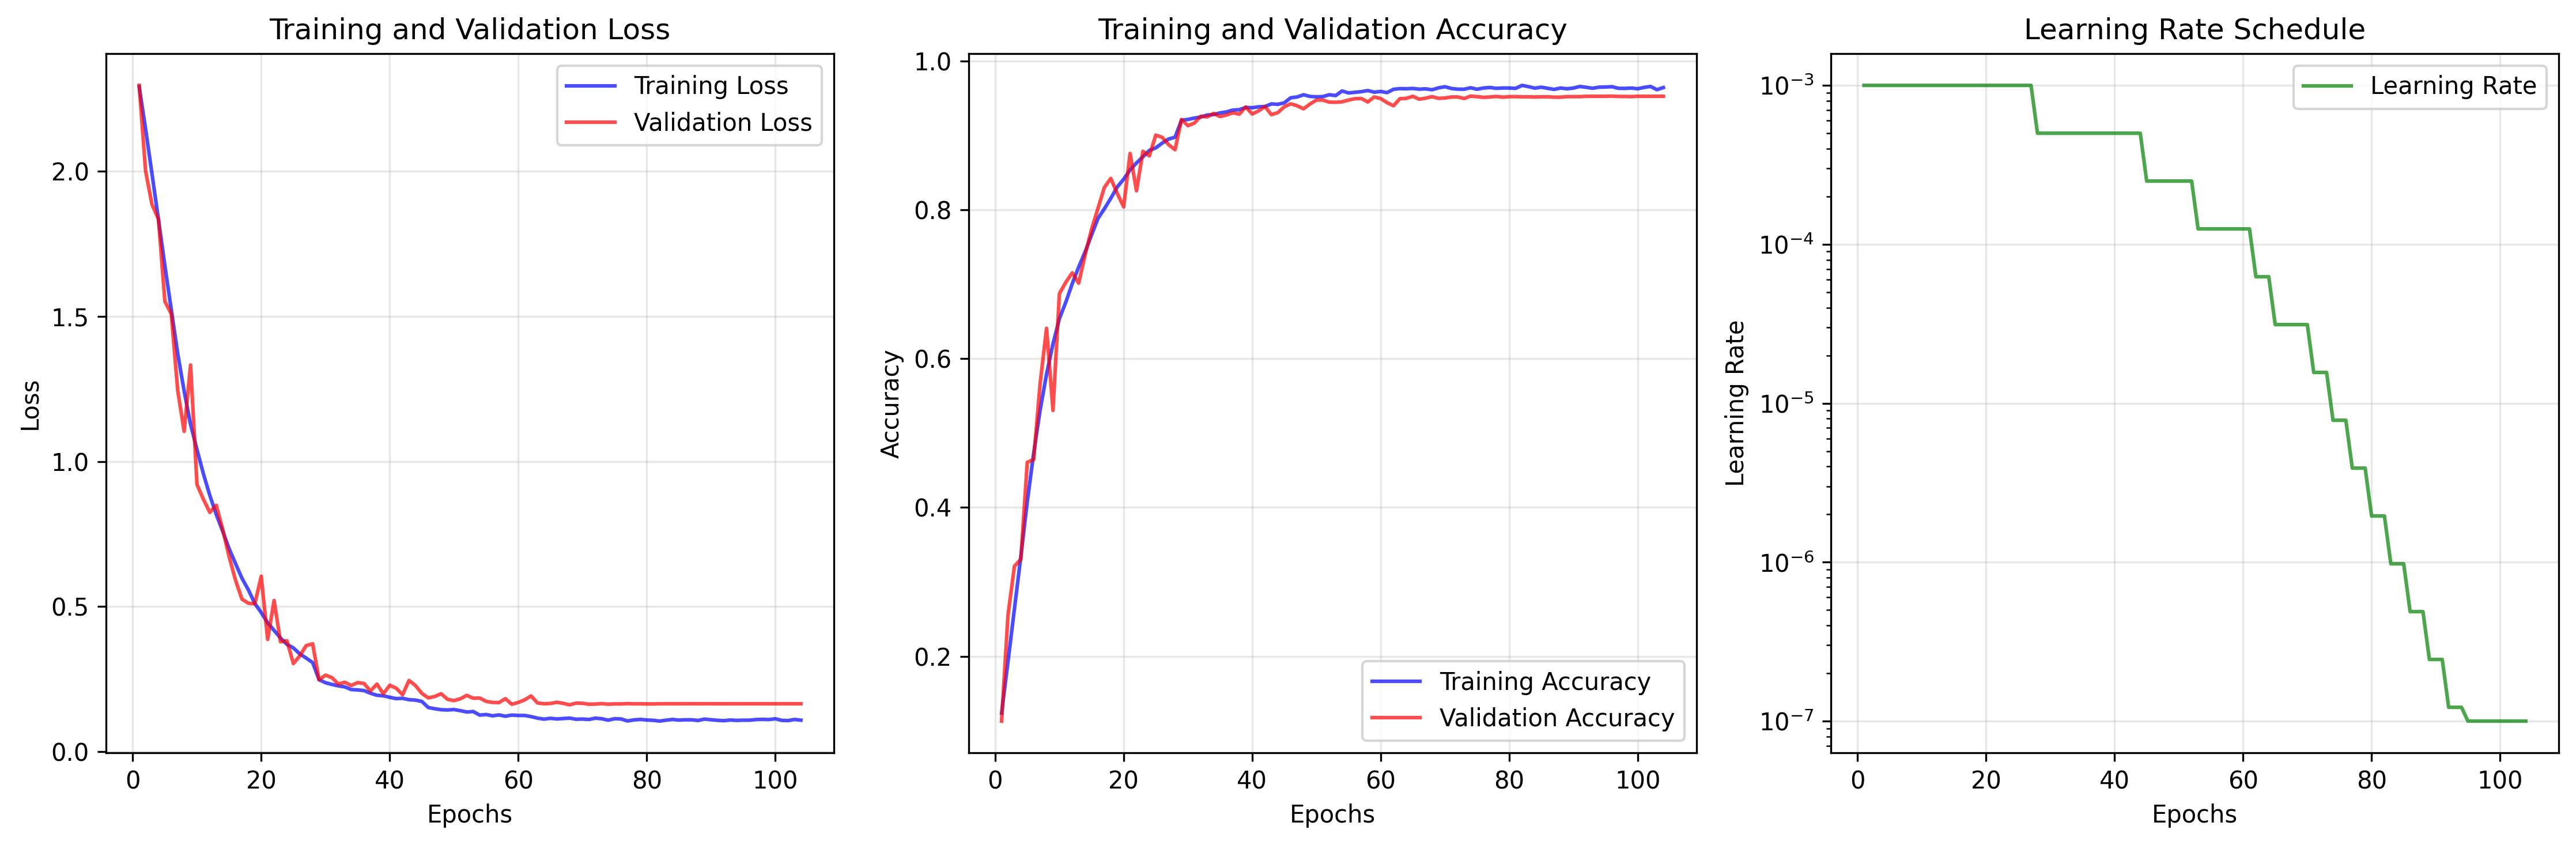 Training and Validation Loss
Training Loss
Validation Loss
2.0
1.5
1.0
0.5
0.0
Loss
0 20 40 60 80 100
Epochs
Training and Validation Accuracy
1.0
0.8
0.6
0.4
0.2
Accuracy
Training Accuracy
Validation Accuracy
0 20 40 60 80 100
Epochs
Learning Rate Schedule
Learning Rate
10⁻³
10⁻⁴
10⁻⁵
10⁻⁶
10⁻⁷
Learning Rate
0 20 40 60 80 100
Epochs